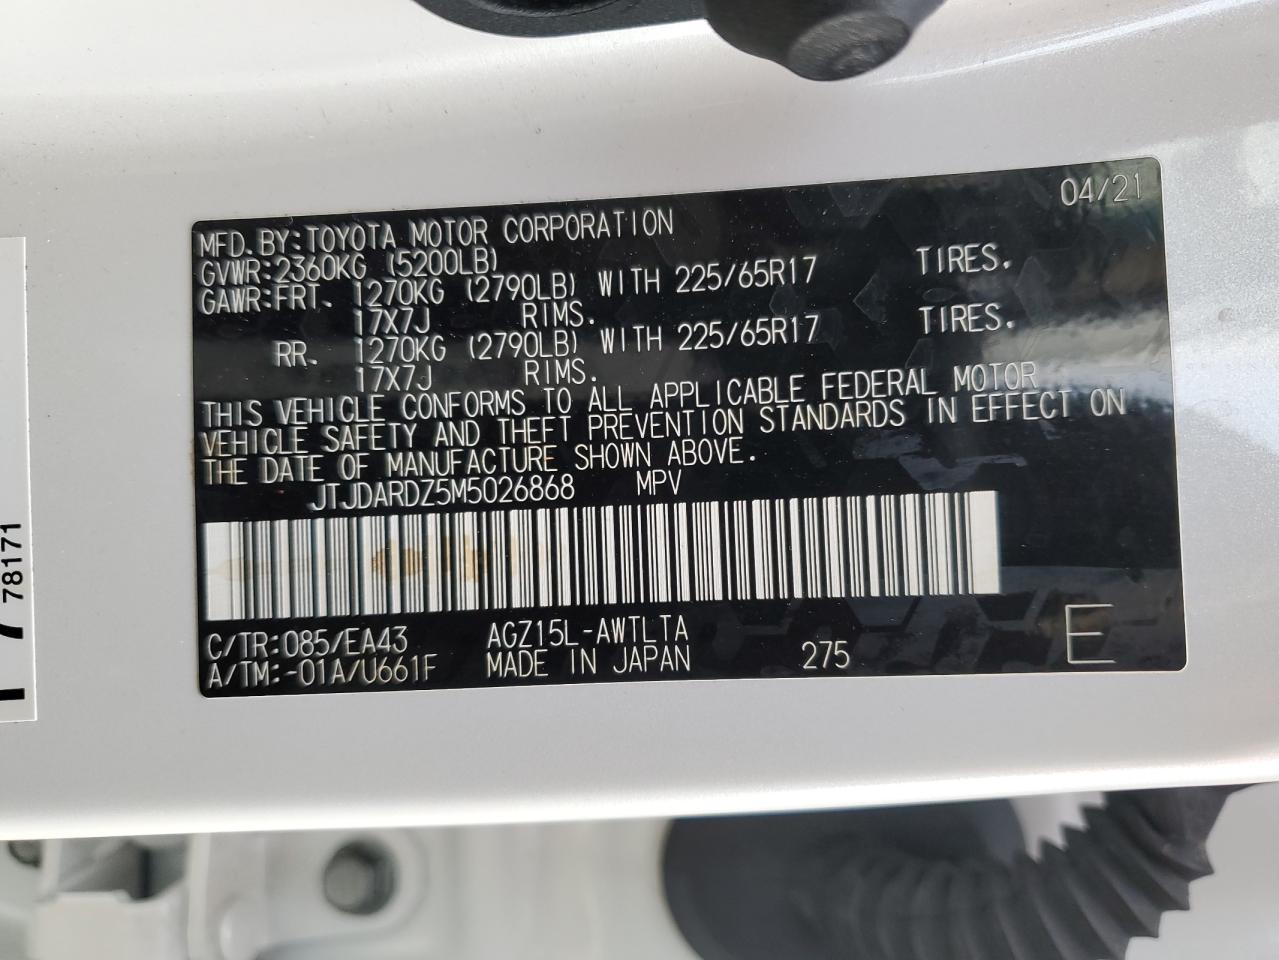 04/21
MFD.BY:TOYOTA MOTOR CORPORATION
GVWR:2360KG (5200LB)
GAWR:FRT. 1270KG (2790LB) WITH 225/65R17 TIRES.
17X7J RIMS.
RR. 1270KG (2790LB) WITH 225/65R17 TIRES.
17X7J RIMS.
THIS VEHICLE CONFORMS TO ALL APPLICABLE FEDERAL MOTOR
VEHICLE SAFETY AND THEFT PREVENTION STANDARDS IN EFFECT ON
THE DATE OF MANUFACTURE SHOWN ABOVE.
JTJDARDZ5M5026868 MPV
C/TR:085/EA43 AGZ15L-AWTLTA
A/TM:-01A/U661F MADE IN JAPAN 275 E
78171